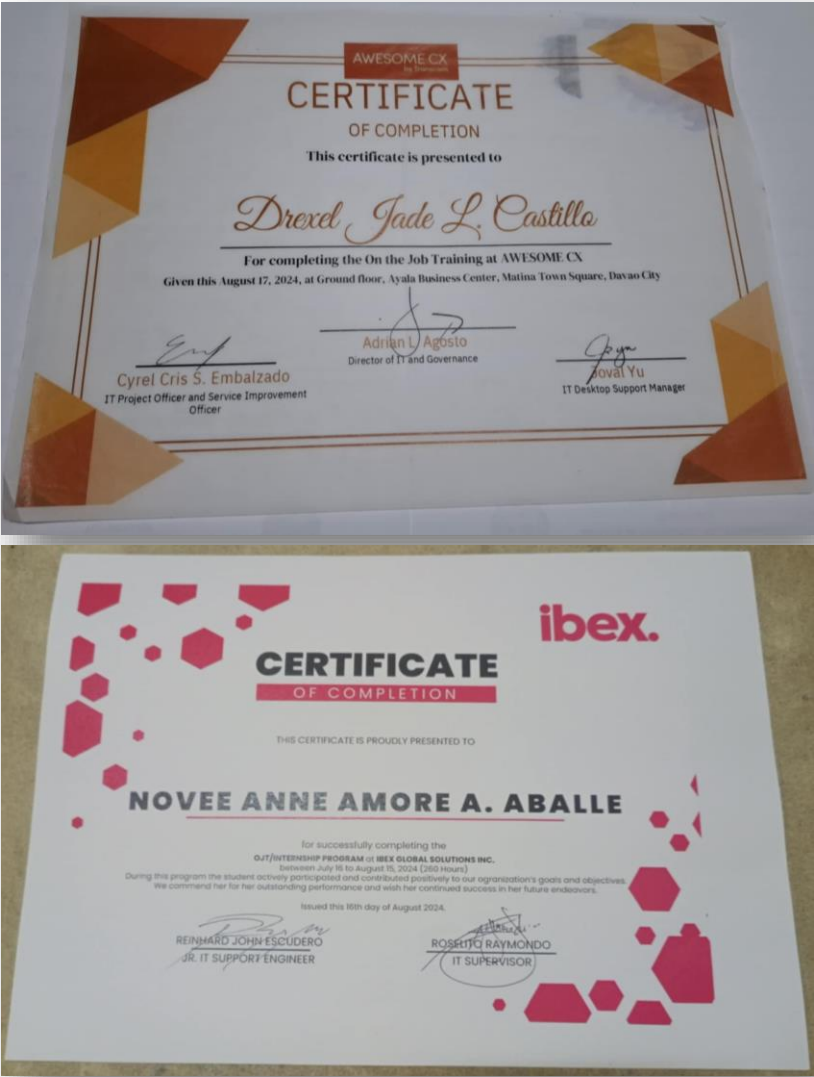 AWESOME CX
by Transcom
CERTIFICATE
OF COMPLETION
This certificate is presented to
Drexel Jade L. Castillo
For completing the On the Job Training at AWESOME CX
Given this August 17, 2024, at Ground floor, Ayala Business Center, Matina Town Square, Davao City
Adrian L. Agosto
Director of IT and Governance
Cyrel Cris S. Embalzado
IT Project Officer and Service Improvement
Officer
Joval Yu
IT Desktop Support Manager
ibex.
CERTIFICATE
OF COMPLETION
THIS CERTIFICATE IS PROUDLY PRESENTED TO
NOVEE ANNE AMORE A. ABALLE
for successfully completing the
OJT/INTERNSHIP PROGRAM at IBEX GLOBAL SOLUTIONS INC.
between July 16 to August 15, 2024 (260 Hours)
During this program the student actively participated and contributed positively to our ogranization's goals and objectives.
We commend her for her outstanding performance and wish her continued success in her future endeavors.
Issued this 16th day of August 2024.
REINHARD JOHN ESCUDERO
JR. IT SUPPORT ENGINEER
ROSELITO RAYMONDO
IT SUPERVISOR